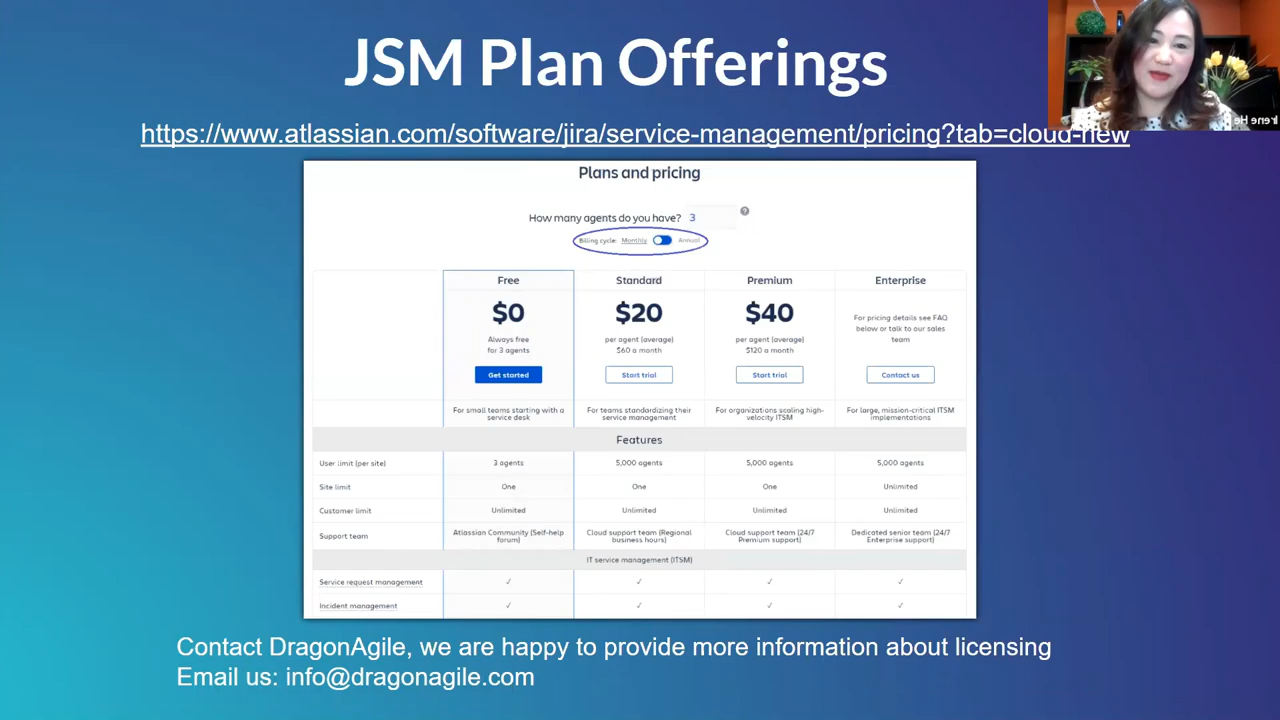 JSM Plan Offerings
https://www.atlassian.com/software/jira/service-management/pricing?tab=cloud-new
Irene He
Plans and pricing
How many agents do you have? 3 ?
Billing cycle: Monthly Annual
Free Standard Premium Enterprise
$0 $20 $40
For pricing details see FAQ
below or talk to our sales
team
Always free per agent (average) per agent (average)
for 3 agents $60 a month $120 a month
Get started Start trial Start trial Contact us
For small teams starting with a For teams standardizing their For organizations scaling high- For large, mission-critical ITSM
service desk service management velocity ITSM implementations
Features
User limit (per site) 3 agents 5,000 agents 5,000 agents 5,000 agents
Site limit One One One Unlimited
Customer limit Unlimited Unlimited Unlimited Unlimited
Support team
Atlassian Community (Self-help Cloud support team (Regional Cloud support team (24/7 Dedicated senior team (24/7
forum) business hours) Premium support) Enterprise support)
IT service management (ITSM)
Service request management ✓ ✓ ✓ ✓
Incident management ✓ ✓ ✓ ✓
Contact DragonAgile, we are happy to provide more information about licensing
Email us: info@dragonagile.com